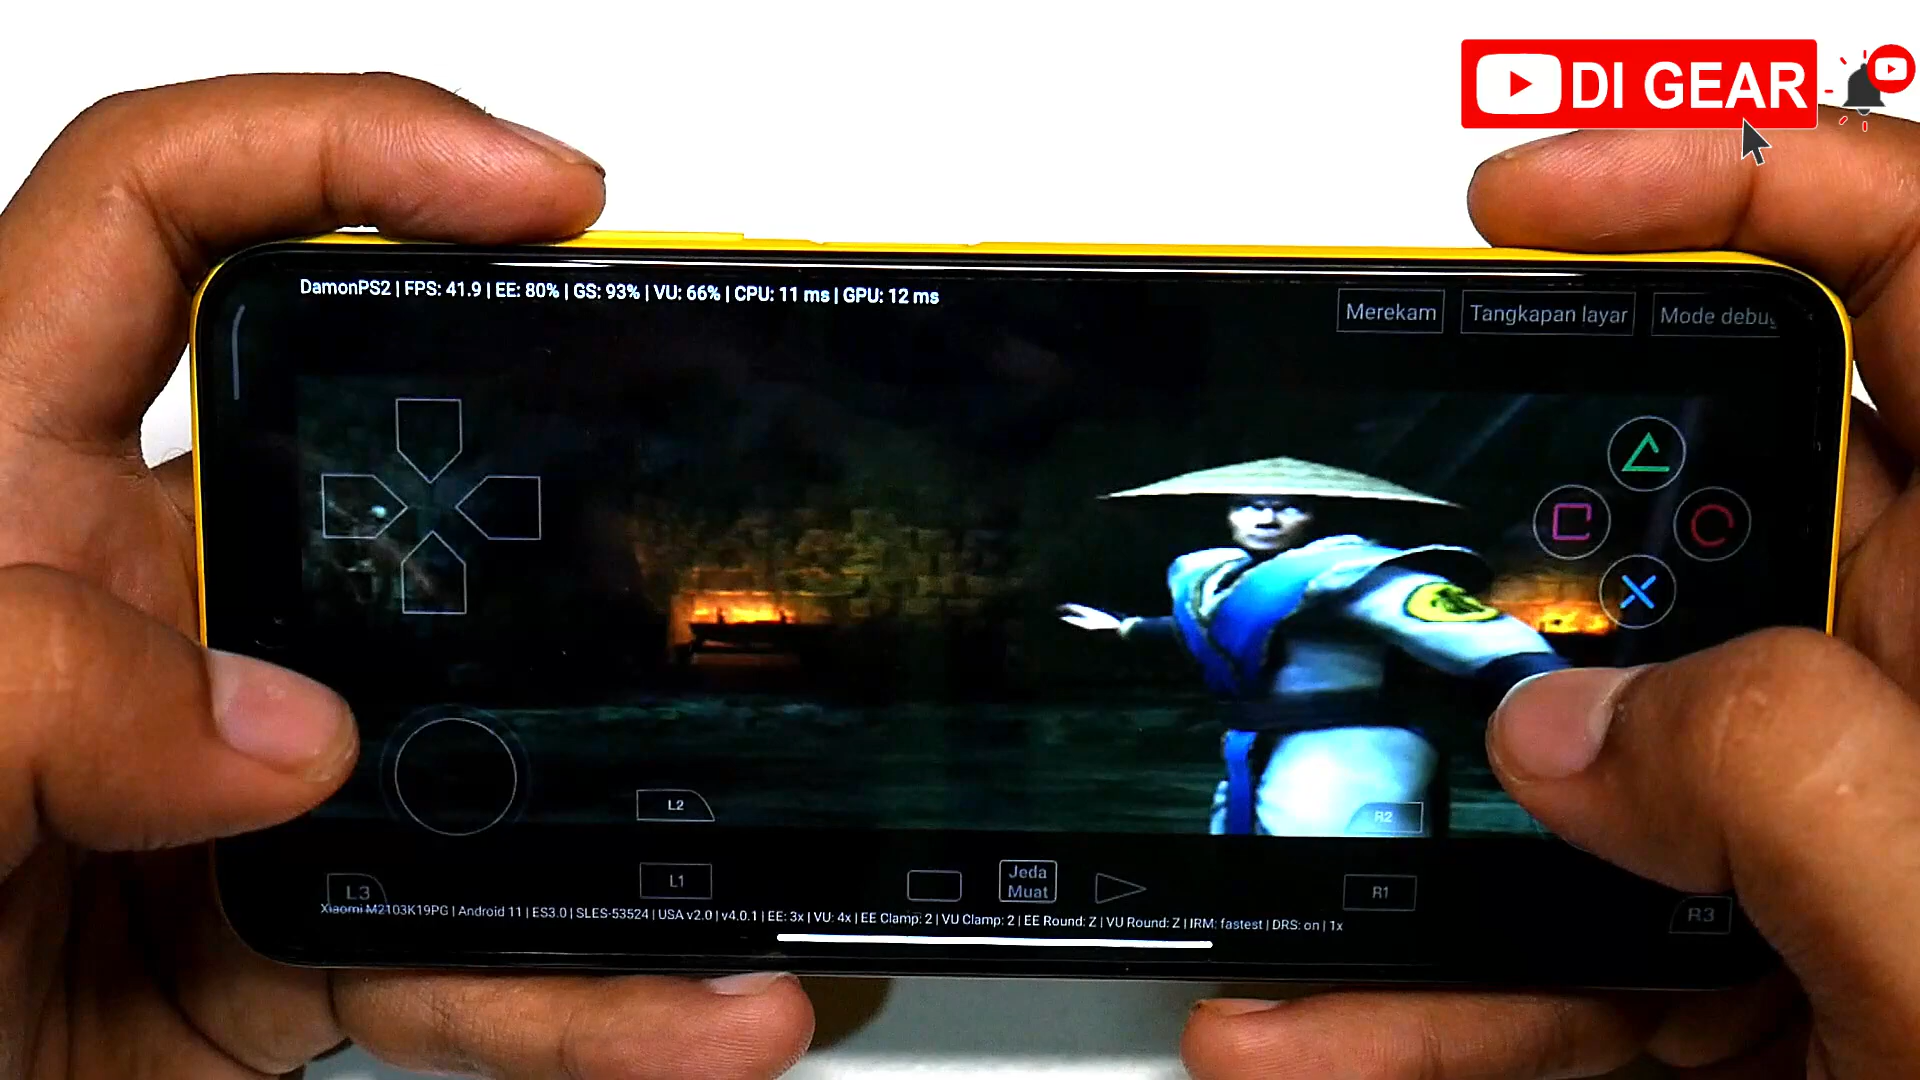 DI GEAR
DamonPS2 | FPS: 41.9 | EE: 80% | GS: 93% | VU: 66% | CPU: 11 ms | GPU: 12 ms
Merekam
Tangkapan layar
Mode debug
L2
R2
L3
L1
Jeda
Muat
R1
R3
Xiaomi M2103K19PG | Android 11 | ES3.0 | SLES-53524 | USA v2.0 | v4.0.1 | EE: 3x | VU: 4x | EE Clamp: 2 | VU Clamp: 2 | EE Round: Z | VU Round: Z | IRM: fastest | DRS: on | 1x